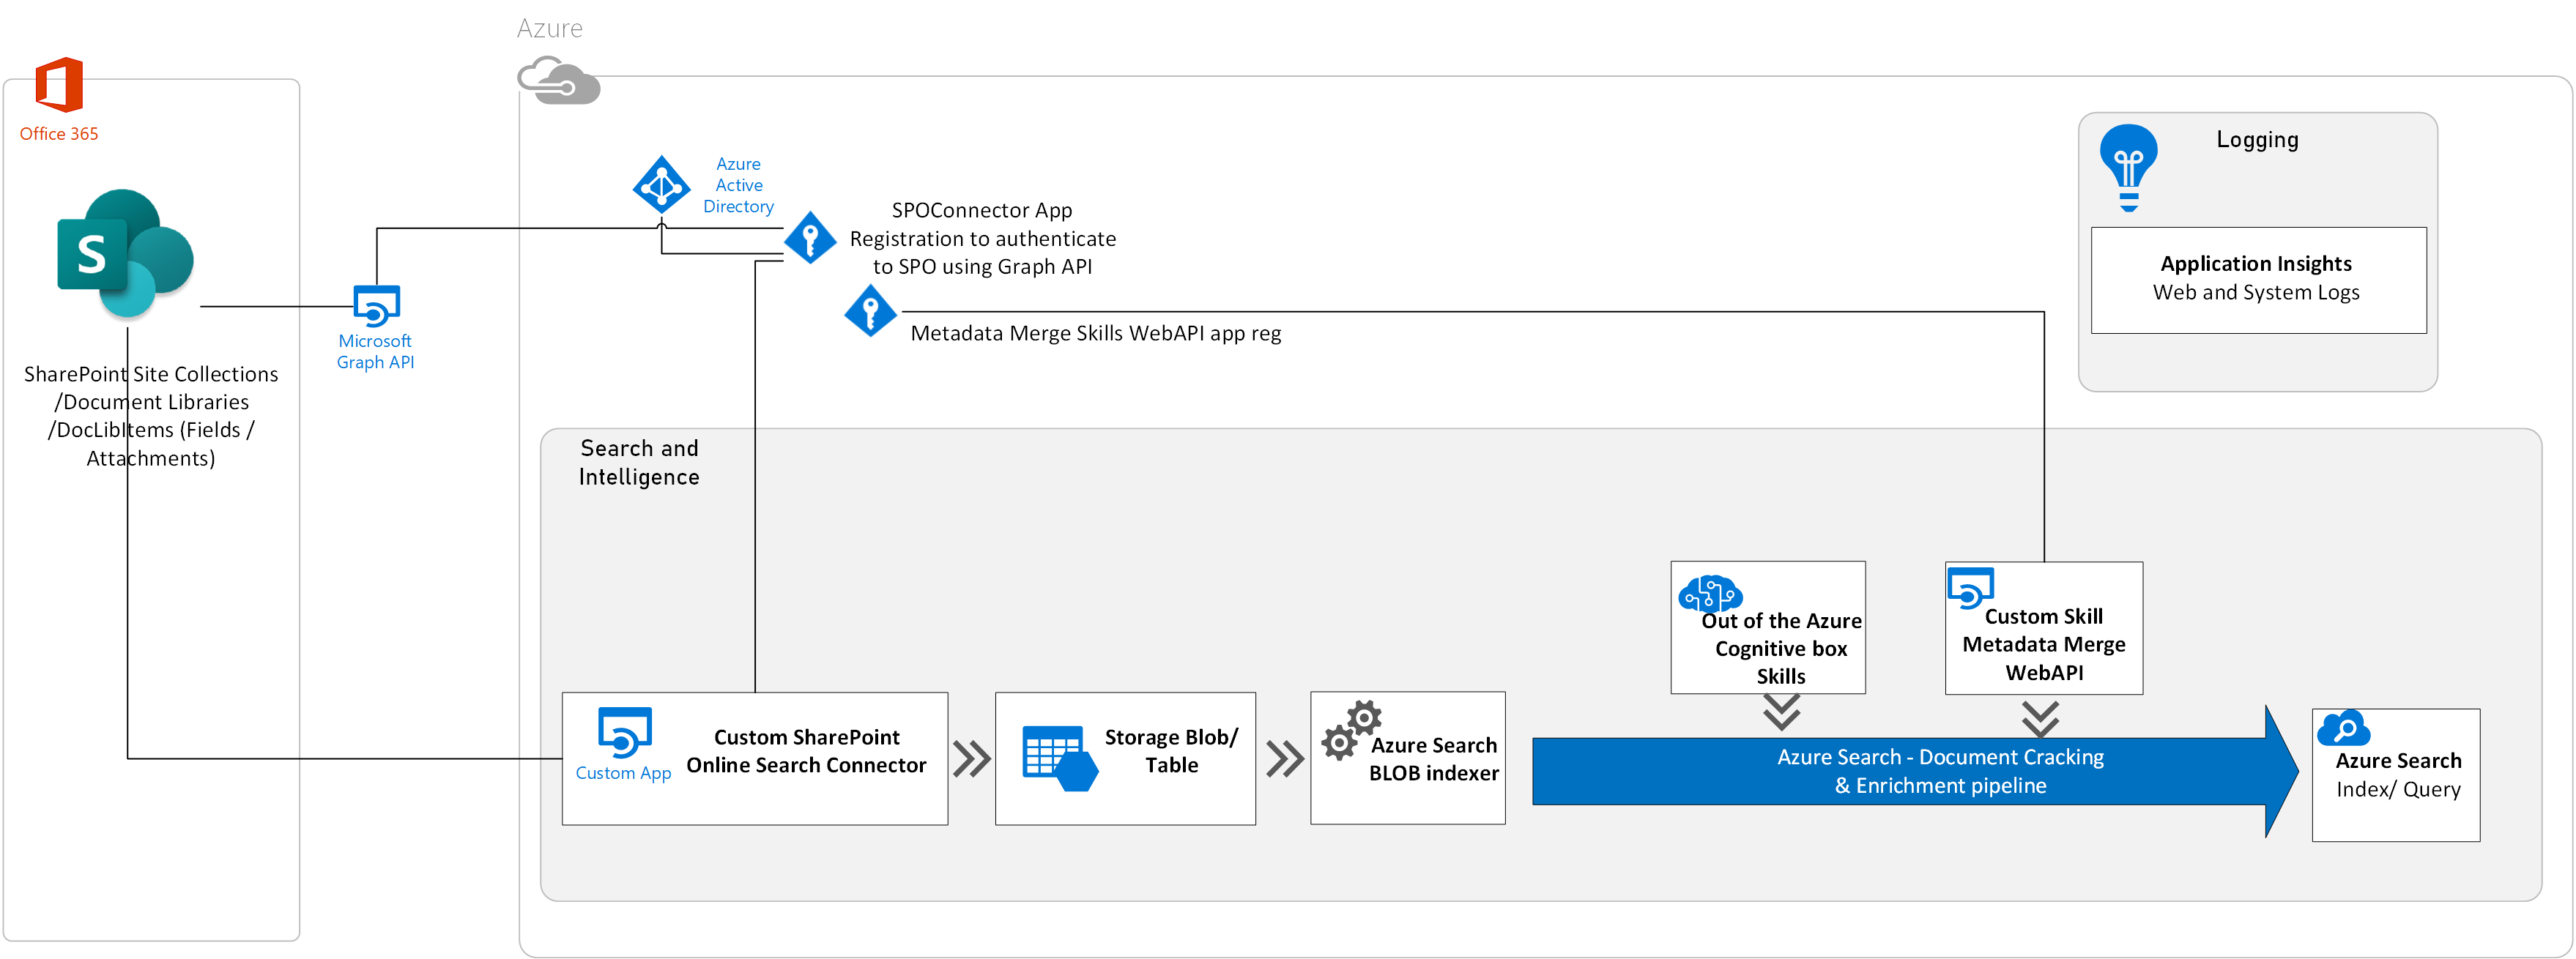 Azure
Office 365
SharePoint Site Collections
/Document Libraries
/DocLibItems (Fields /
Attachments)
Microsoft
Graph API
Azure
Active
Directory
SPOConnector App
Registration to authenticate
to SPO using Graph API
Metadata Merge Skills WebAPI app reg
Logging
Application Insights
Web and System Logs
Search and
Intelligence
Custom App
Custom SharePoint
Online Search Connector
Storage Blob/
Table
Azure Search
BLOB indexer
Out of the Azure
Cognitive box
Skills
Custom Skill
Metadata Merge
WebAPI
Azure Search - Document Cracking
& Enrichment pipeline
Azure Search
Index/ Query